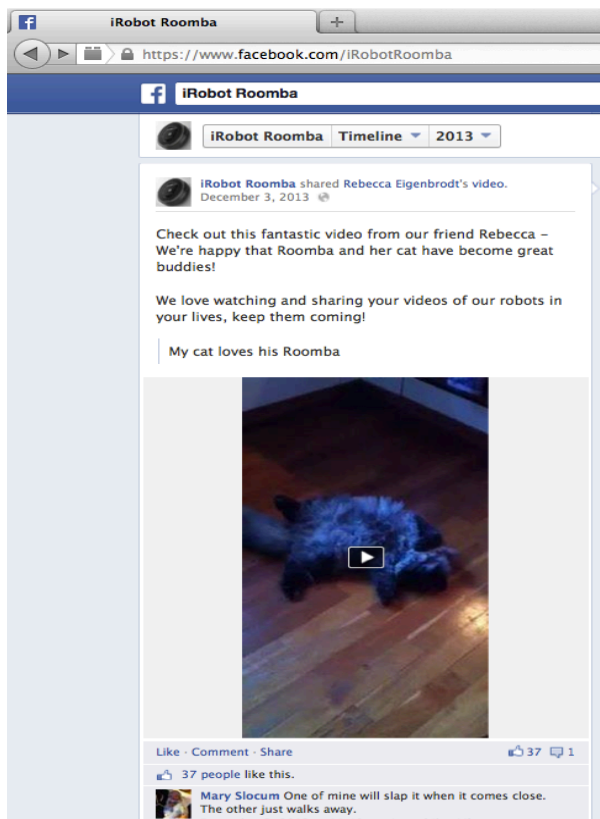 iRobot Roomba
https://www.facebook.com/iRobotRoomba
iRobot Roomba
iRobot Roomba Timeline 2013
iRobot Roomba shared Rebecca Eigenbrodt's video.
December 3, 2013
Check out this fantastic video from our friend Rebecca –
We're happy that Roomba and her cat have become great
buddies!
We love watching and sharing your videos of our robots in
your lives, keep them coming!
My cat loves his Roomba
Like · Comment · Share 37 1
37 people like this.
Mary Slocum One of mine will slap it when it comes close.
The other just walks away.